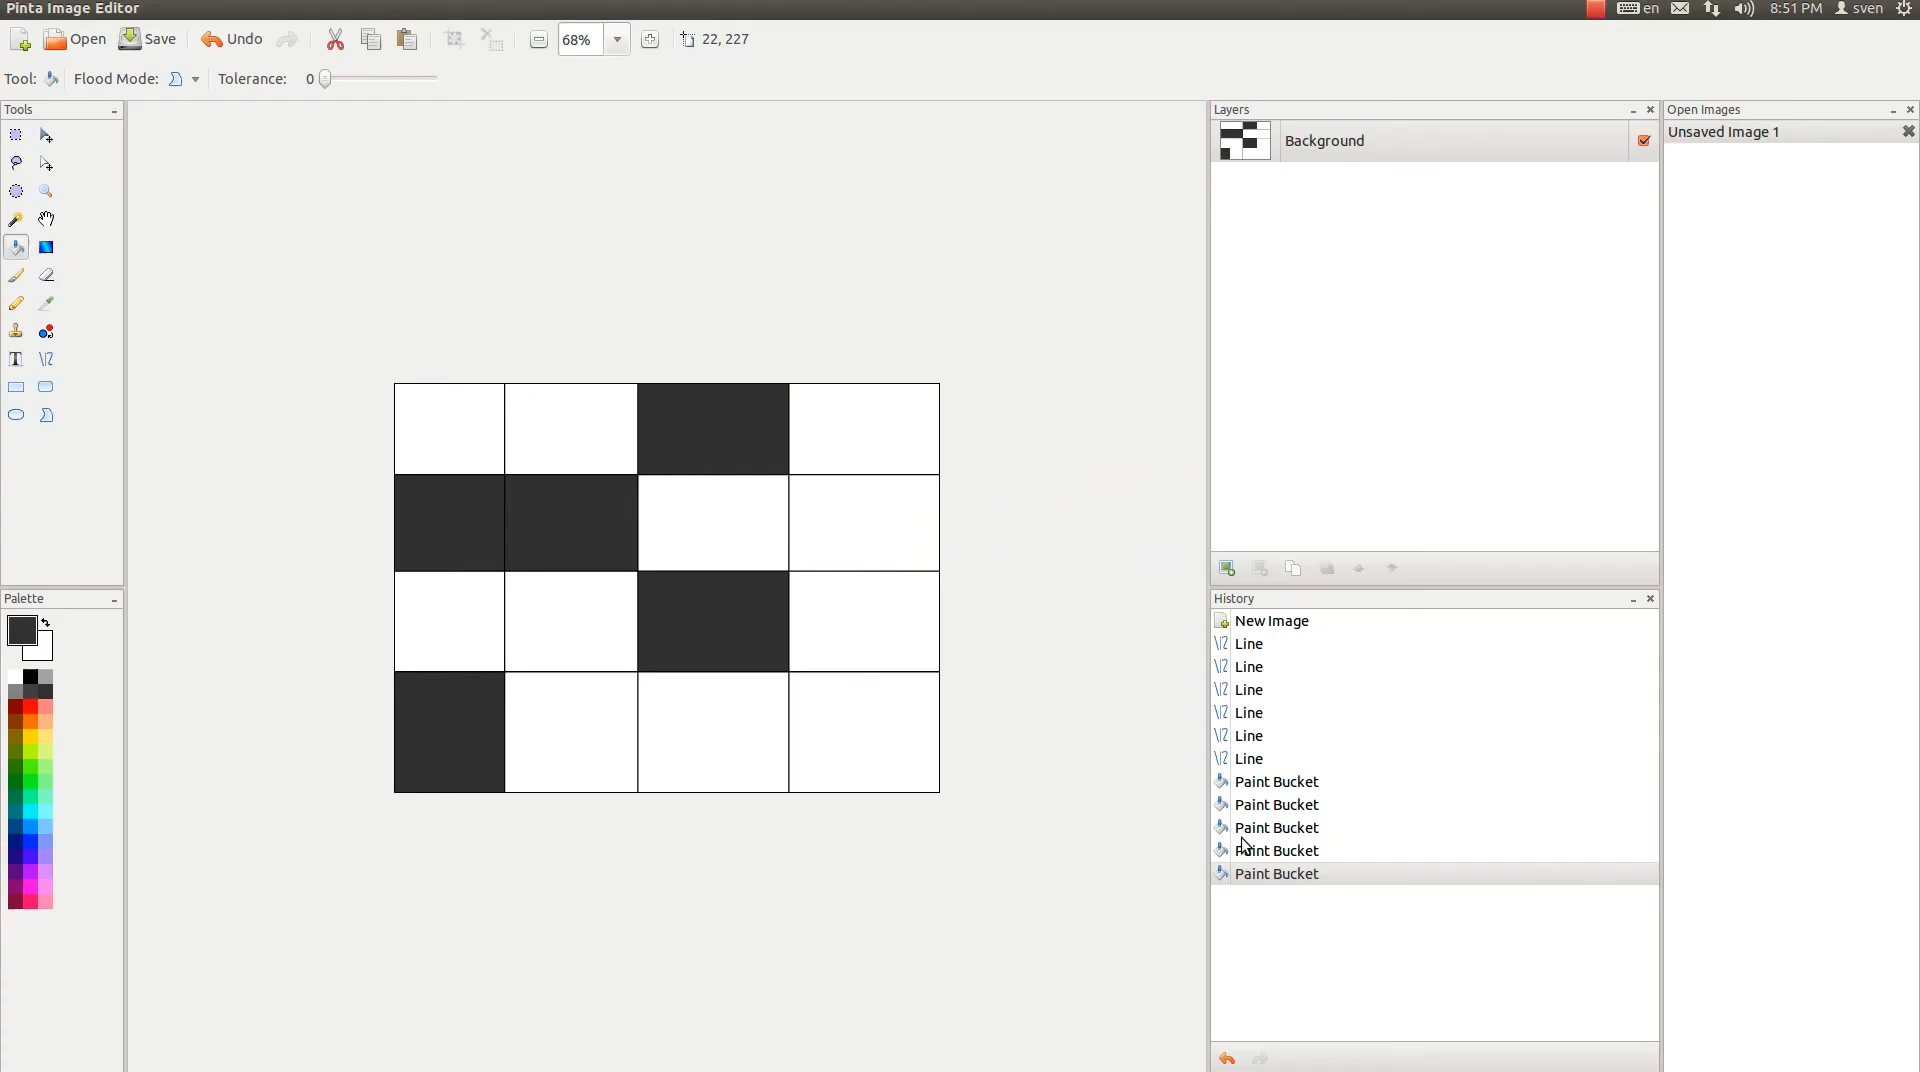 Pinta Image Editor
en 8:51 PM sven
Open Save Undo 68% 22, 227
Tool: Flood Mode: Tolerance: 0
Tools
Layers
Open Images
Background
Unsaved Image 1
Palette
History
New Image
Line
Line
Line
Line
Line
Line
Paint Bucket
Paint Bucket
Paint Bucket
Paint Bucket
Paint Bucket